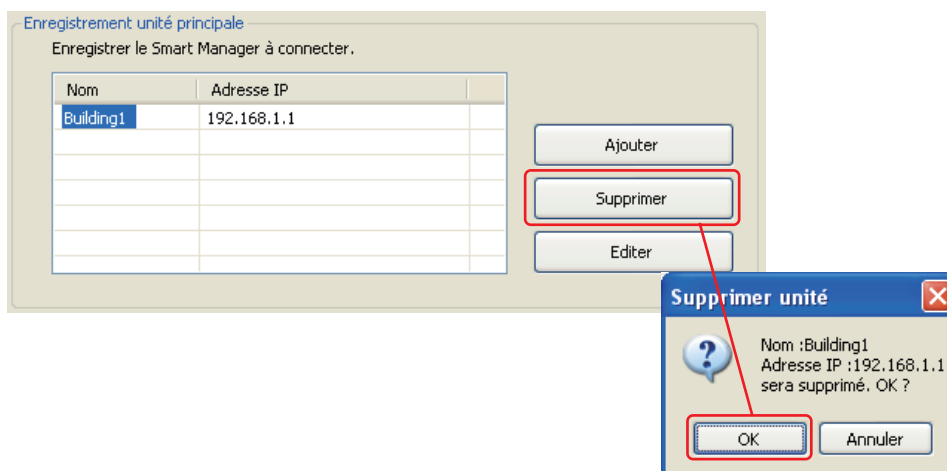 Enregistrement unité principale
Enregistrer le Smart Manager à connecter.
Nom Adresse IP
Building1 192.168.1.1
Ajouter
Supprimer
Editer
Supprimer unité
Nom :Building1
Adresse IP :192.168.1.1
sera supprimé. OK ?
OK Annuler